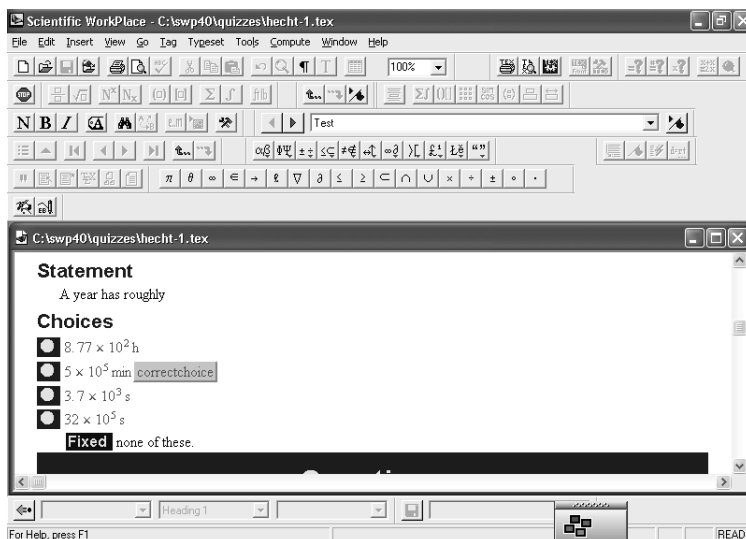 Scientific WorkPlace - C:\swp40\quizzes\hecht-1.tex
File Edit Insert View Go Tag Typeset Tools Compute Window Help
100%
STOP
N B I
Test
π θ ∞ ∈ → ℓ ∇ ∂ ≤ ≥ ⊂ ∩ ∪ × ÷ ± ∘ ·
C:\swp40\quizzes\hecht-1.tex
Statement
A year has roughly
Choices
8.77 × 10² h
5 × 10⁵ min correctchoice
3.7 × 10³ s
32 × 10⁵ s
Fixed none of these.
Heading 1
For Help, press F1
READ